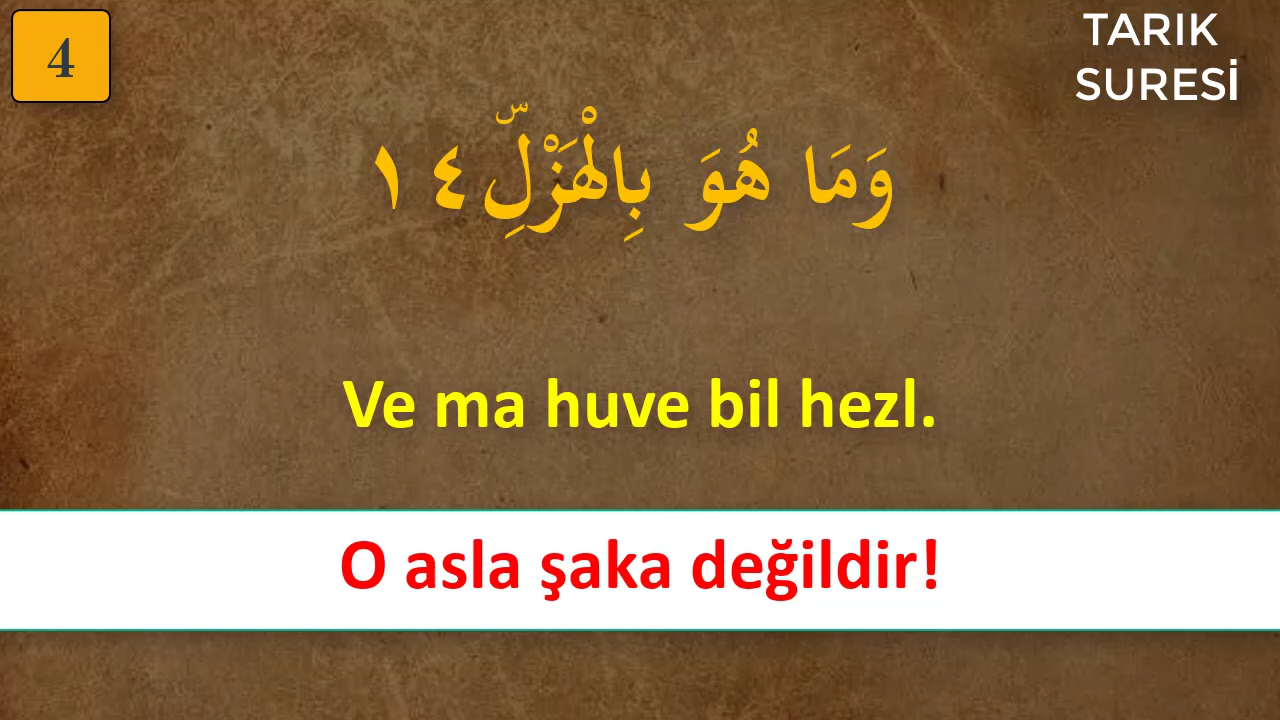 4
TARIK
SURESİ
وَمَا هُوَ بِالْهَزْلِّۜ ١٤
Ve ma huve bil hezl.
O asla şaka değildir!